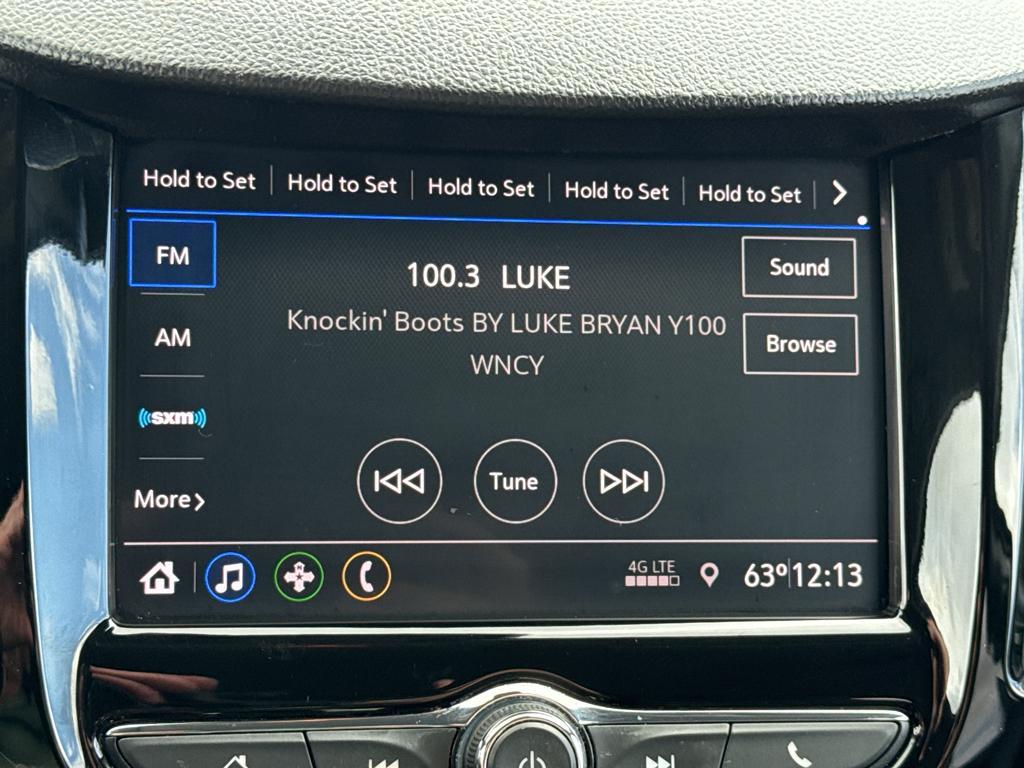 Hold to Set Hold to Set Hold to Set Hold to Set Hold to Set
FM
100.3 LUKE
Sound
Knockin' Boots BY LUKE BRYAN Y100
WNCY
AM
Browse
sxm
More
Tune
4G LTE
63º 12:13